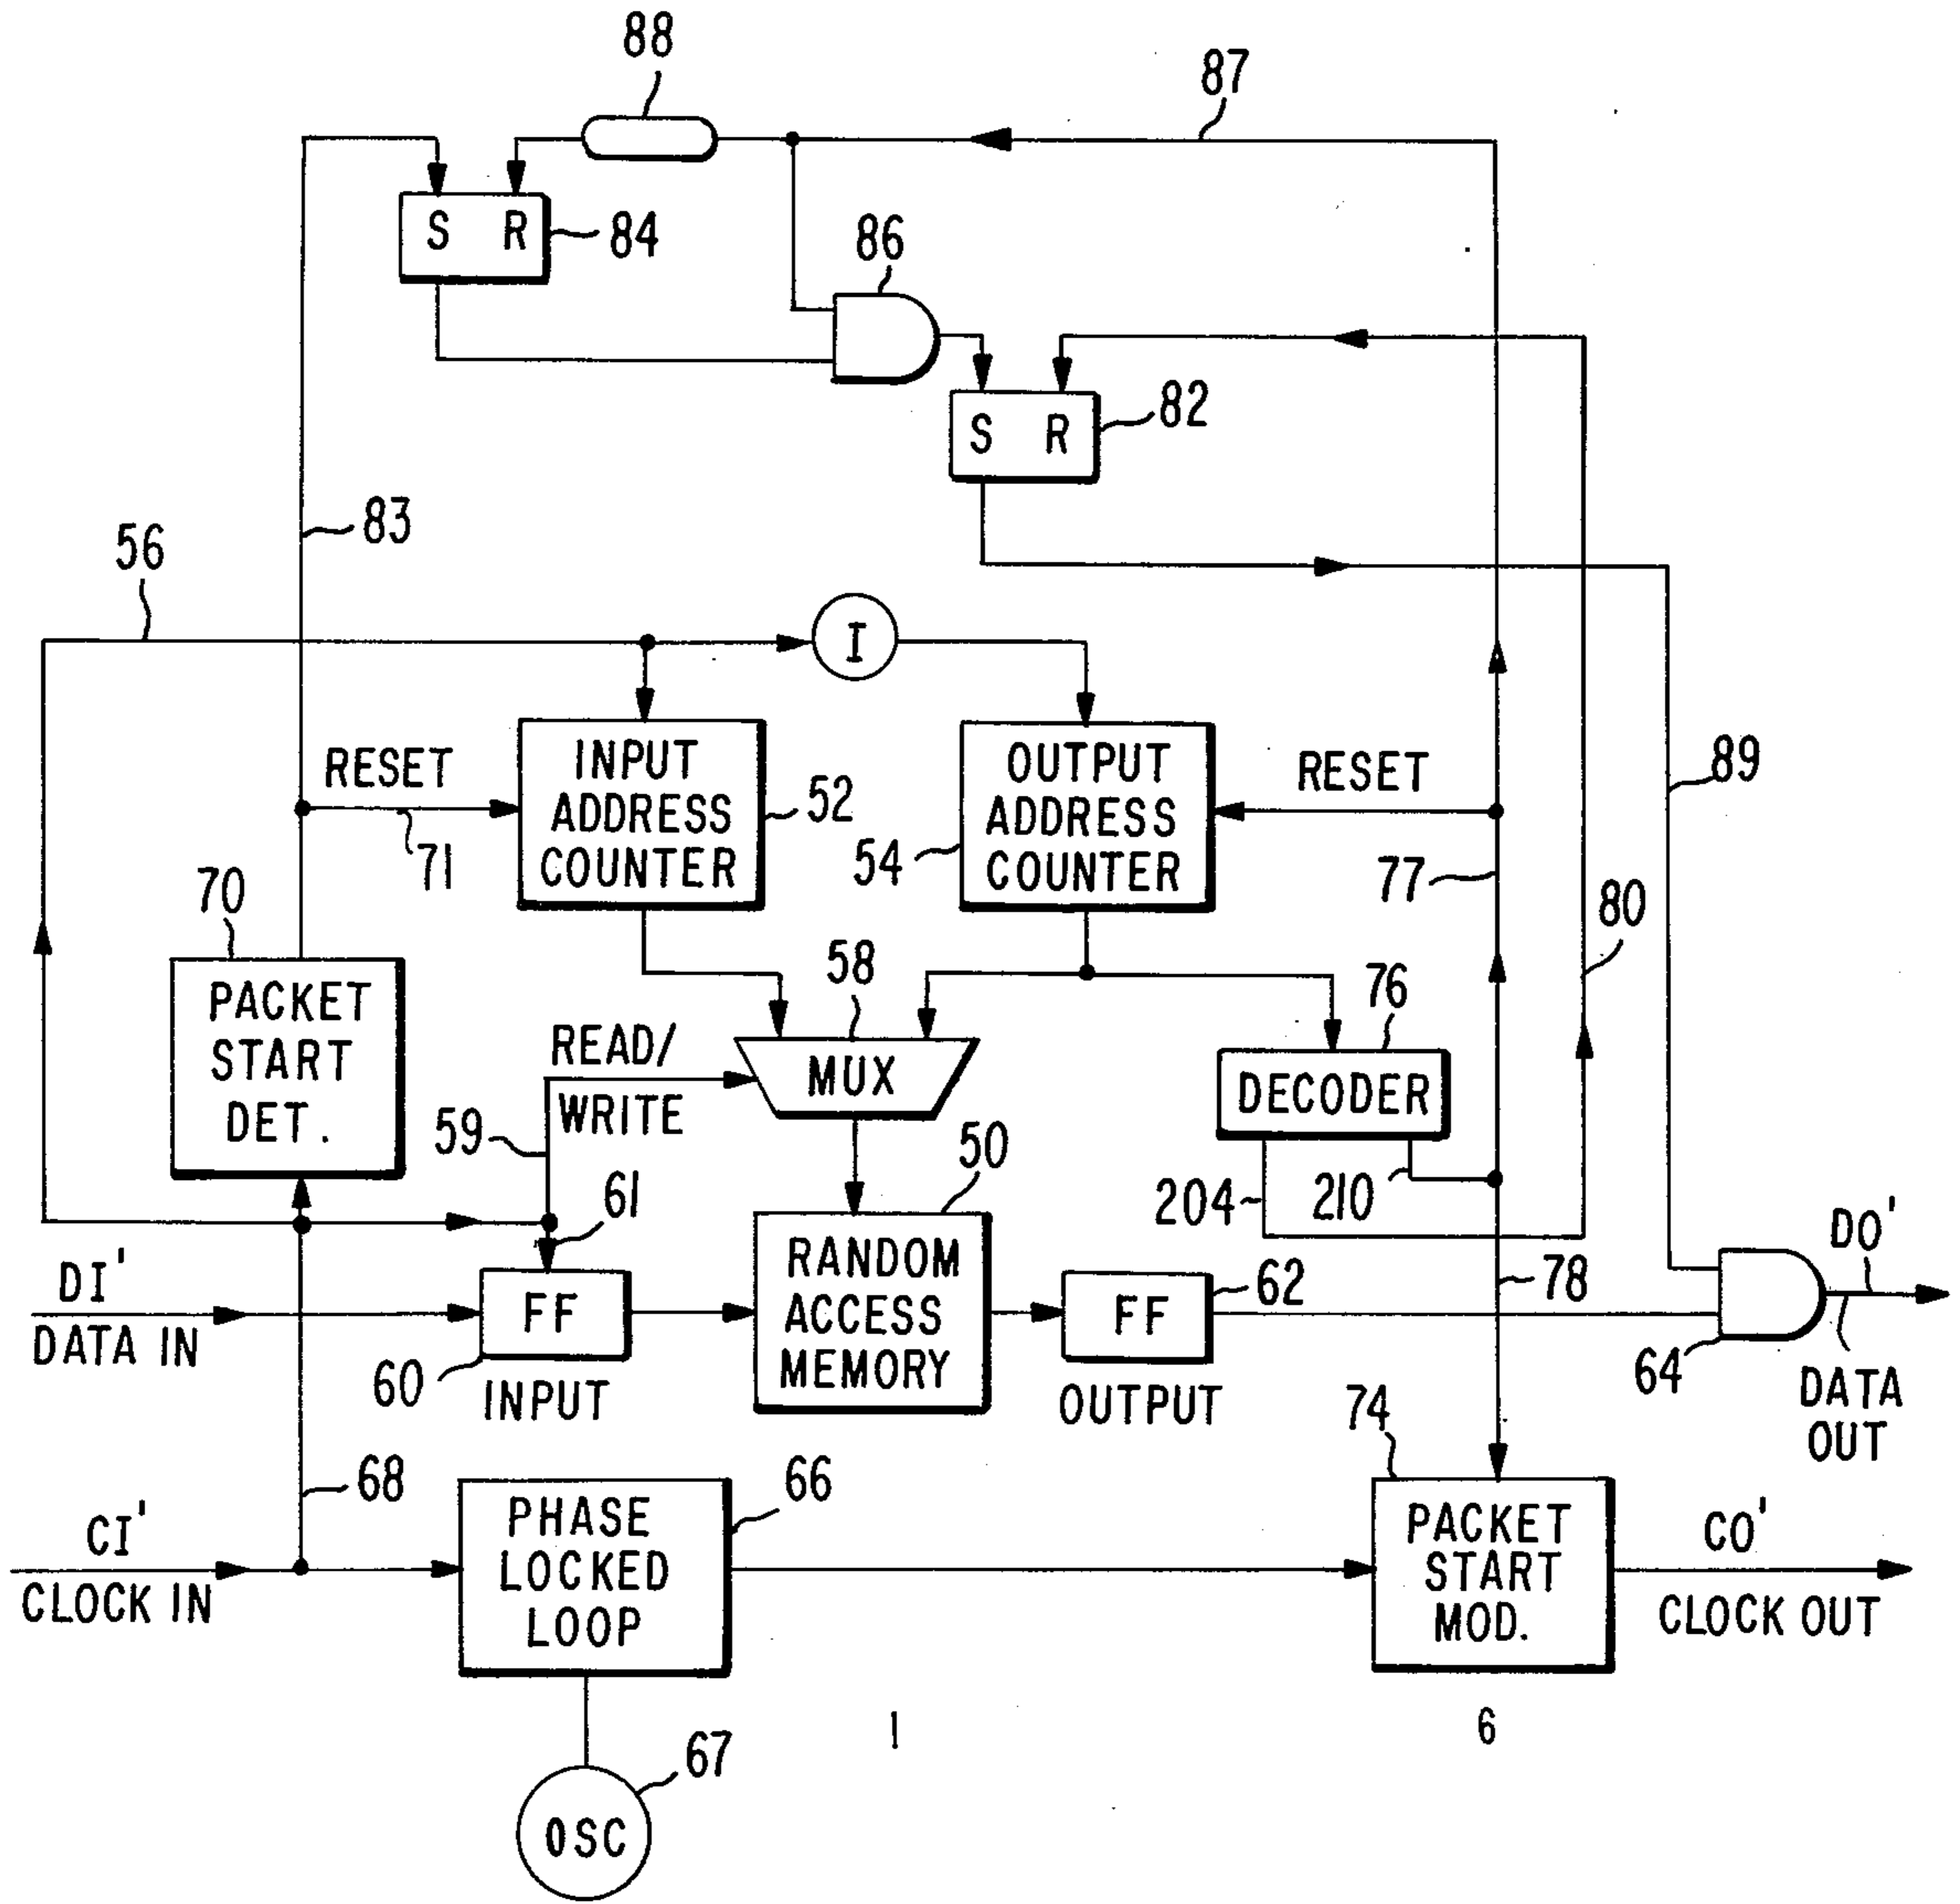 88
87
S R
84
86
S R
82
83
56
I
RESET
71
INPUT
ADDRESS
COUNTER
52
OUTPUT
ADDRESS
COUNTER
54
RESET
89
77
80
70
PACKET
START
DET.
58
MUX
READ/
WRITE
59
76
DECODER
61
50
204
210
DI'
DATA IN
FF
60
INPUT
RANDOM
ACCESS
MEMORY
FF
62
OUTPUT
78
DO'
64
DATA
OUT
74
68
CI'
CLOCK IN
PHASE
LOCKED
LOOP
66
PACKET
START
MOD.
CO'
CLOCK OUT
1
6
67
OSC